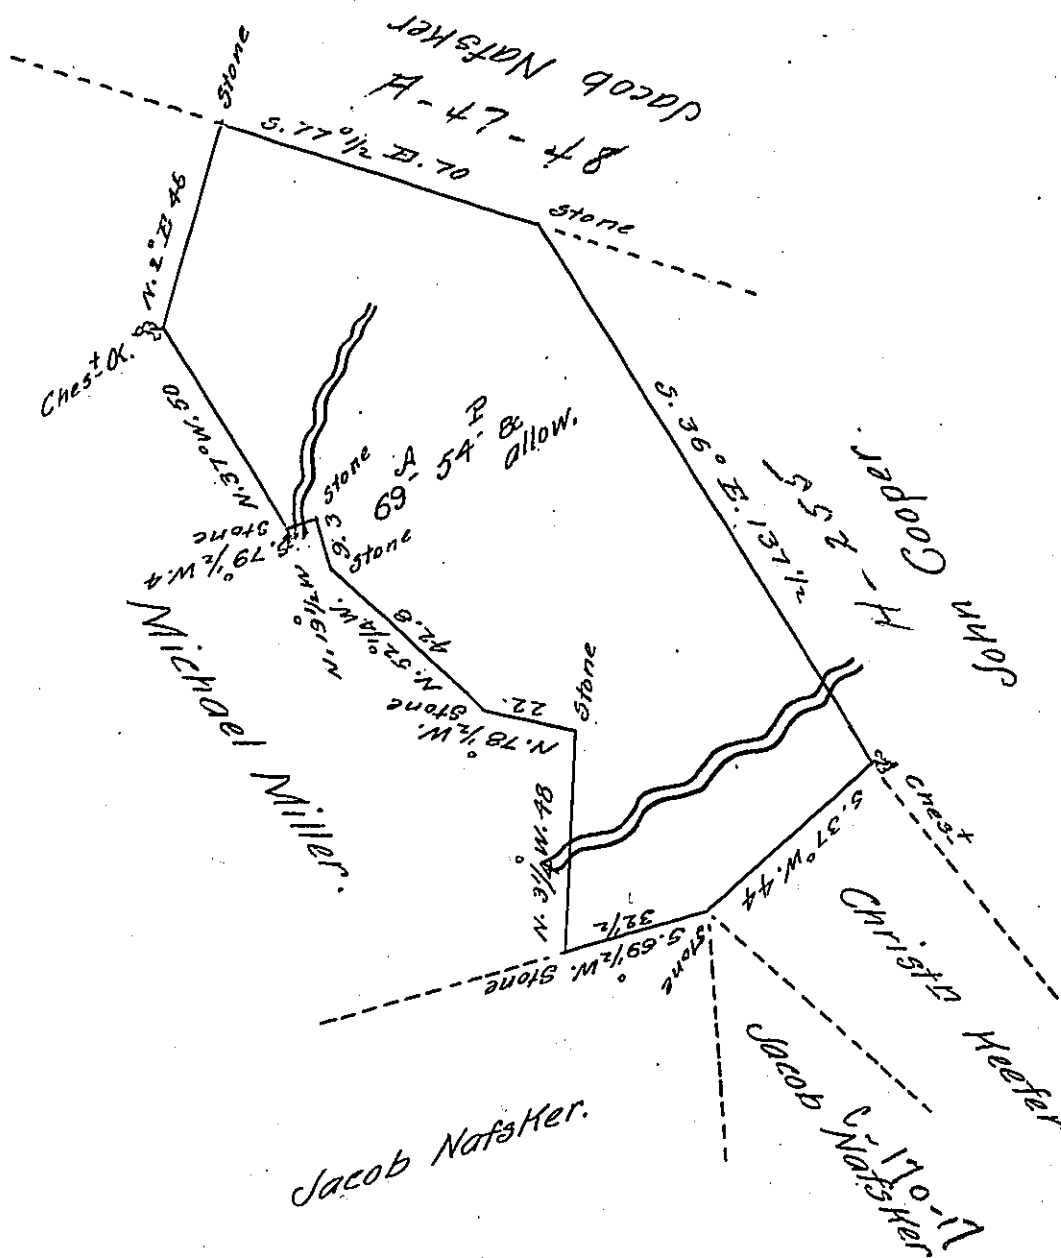 Jacob Nafsker
A-47-48
Stone
S. 77°1/2 E. 70
Stone
N. 2° E 46
Ches.t O.
N. 37° W. 50
Stone
S. 79°1/2 W. 4
Stone
N. 19°1/2 W
9.3
Stone
A P
69-54 &
allow.
S. 36° E. 137 1/2
John Cooper
H-255
Michael Miller.
N. 52°1/4 W.
42.8
Stone
N. 78°1/2 W.
22.
Stone
N. 3°1/4 W. 48
Ches.t
S. 37° W. 44
Stone
S. 69°1/2 W.
32 1/2
Stone
Christn Keefer
Jacob Nafsker
C-170-17
Jacob Nafsker.